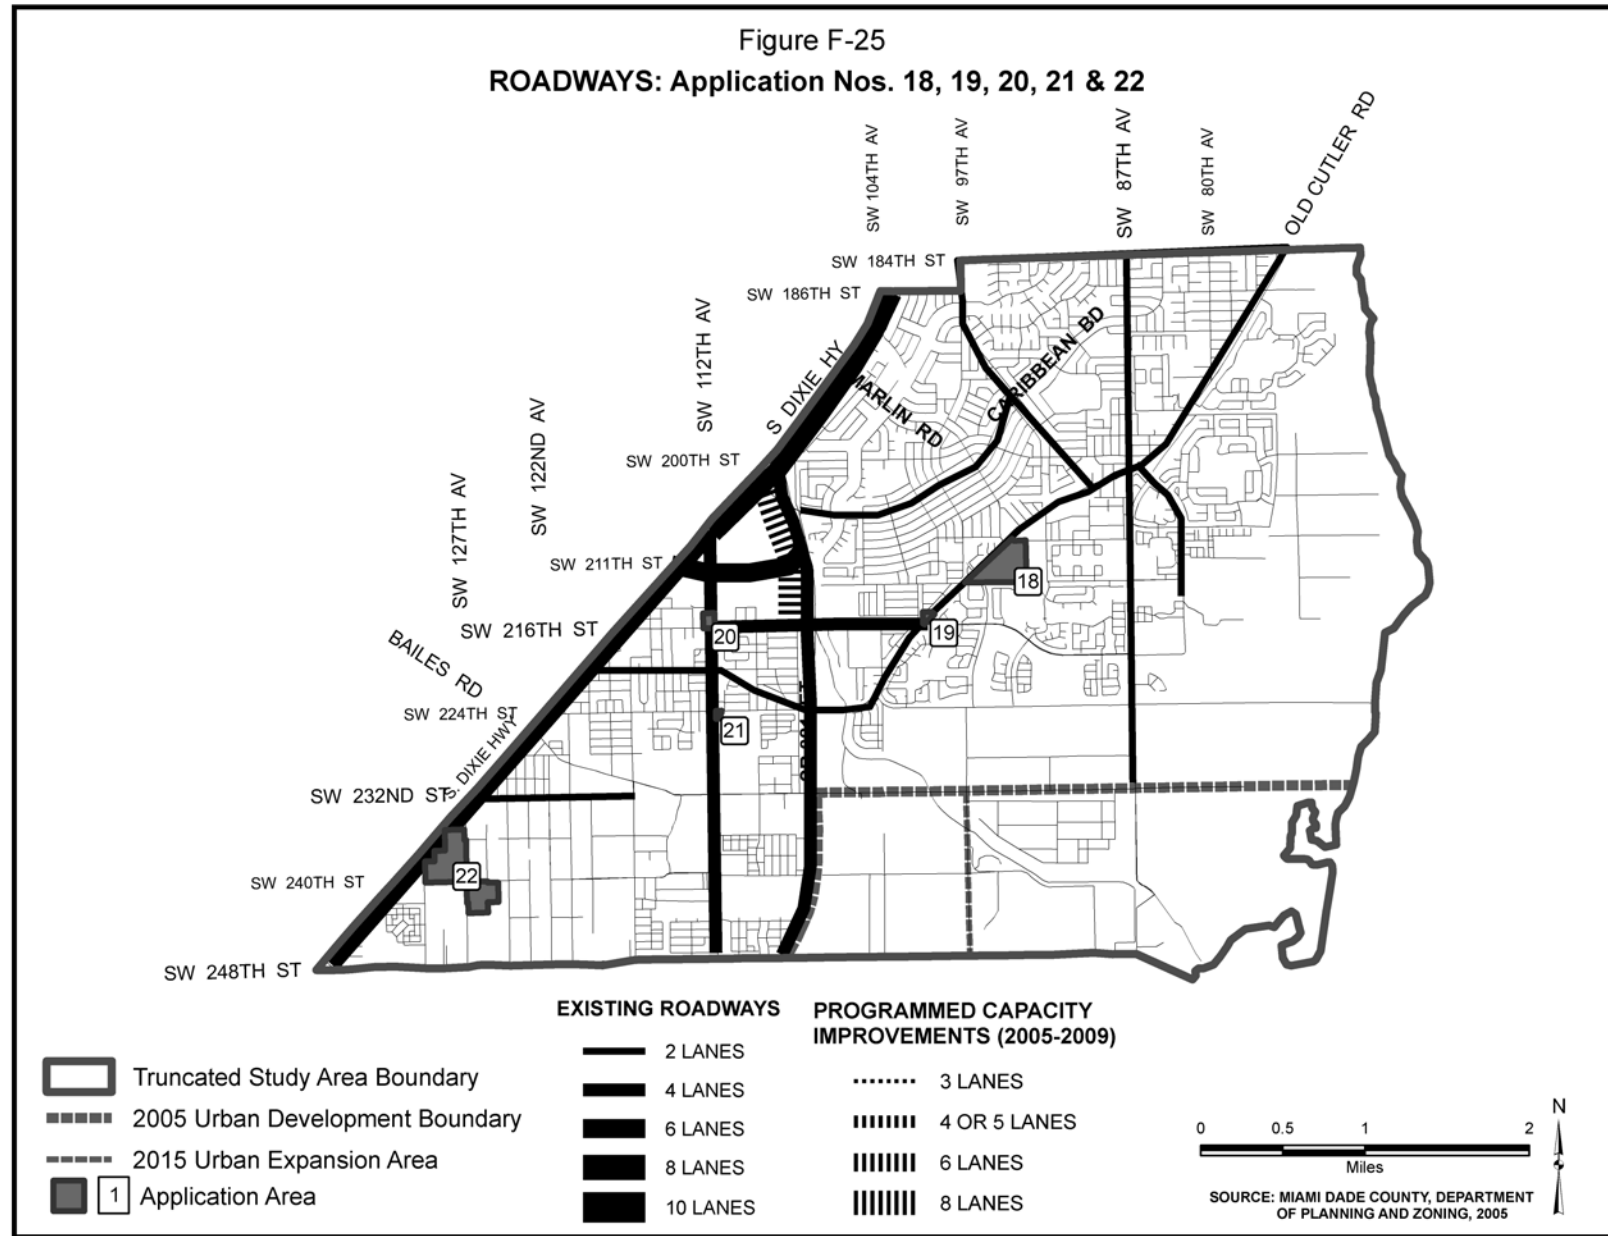 Figure F-25
ROADWAYS: Application Nos. 18, 19, 20, 21 & 22
SW 104TH AV
SW 97TH AV
SW 87TH AV
SW 80TH AV
OLD CUTLER RD
SW 184TH ST
SW 186TH ST
SW 112TH AV
S DIXIE HY
MARLIN RD
CARIBBEAN BD
SW 122ND AV
SW 200TH ST
SW 127TH AV
SW 211TH ST
18
SW 216TH ST
20
19
BAILES RD
SW 224TH ST
21
S. DIXIE HWY
SW 232ND ST
22
SW 240TH ST
SW 248TH ST
EXISTING ROADWAYS
2 LANES
4 LANES
6 LANES
8 LANES
10 LANES
PROGRAMMED CAPACITY
IMPROVEMENTS (2005-2009)
3 LANES
4 OR 5 LANES
6 LANES
8 LANES
Truncated Study Area Boundary
2005 Urban Development Boundary
2015 Urban Expansion Area
1 Application Area
0 0.5 1 2
Miles
N
SOURCE: MIAMI DADE COUNTY, DEPARTMENT
OF PLANNING AND ZONING, 2005